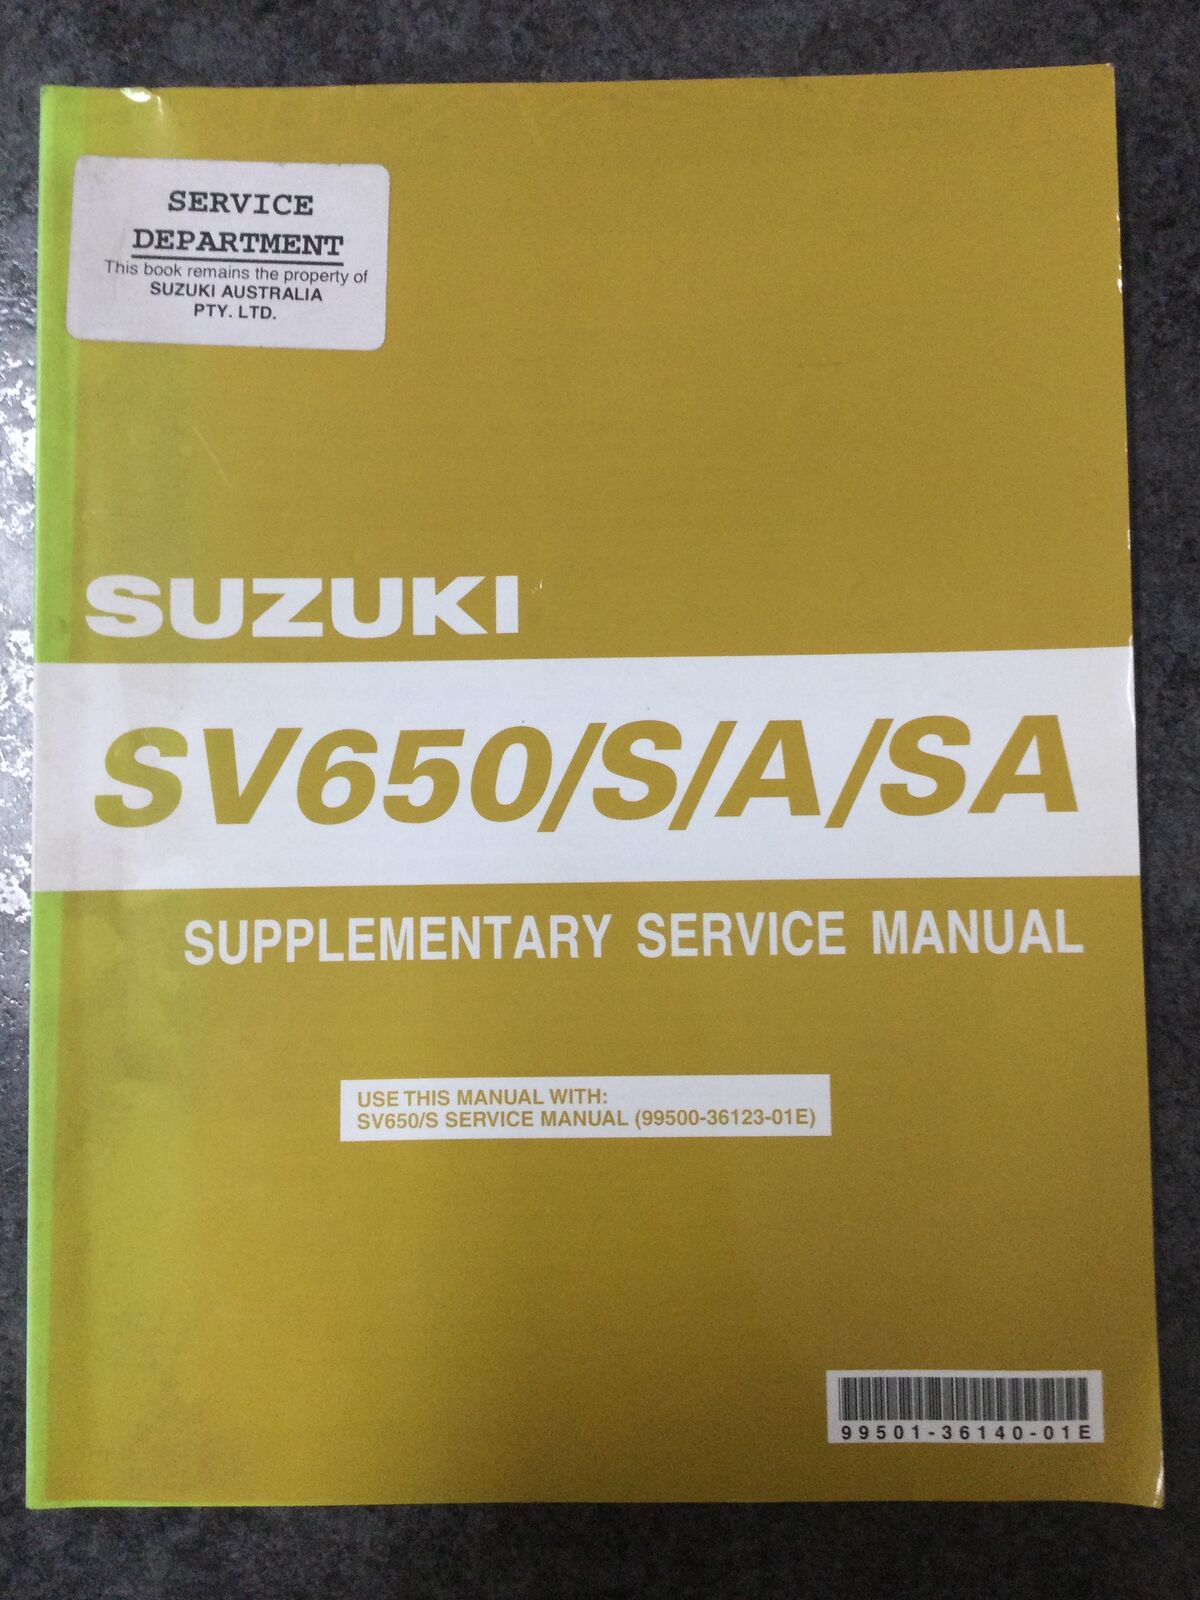 SERVICE
DEPARTMENT
This book remains the property of
SUZUKI AUSTRALIA
PTY. LTD.
SUZUKI
SV650/S/A/SA
SUPPLEMENTARY SERVICE MANUAL
USE THIS MANUAL WITH:
SV650/S SERVICE MANUAL (99500-36123-01E)
99501-36140-01E